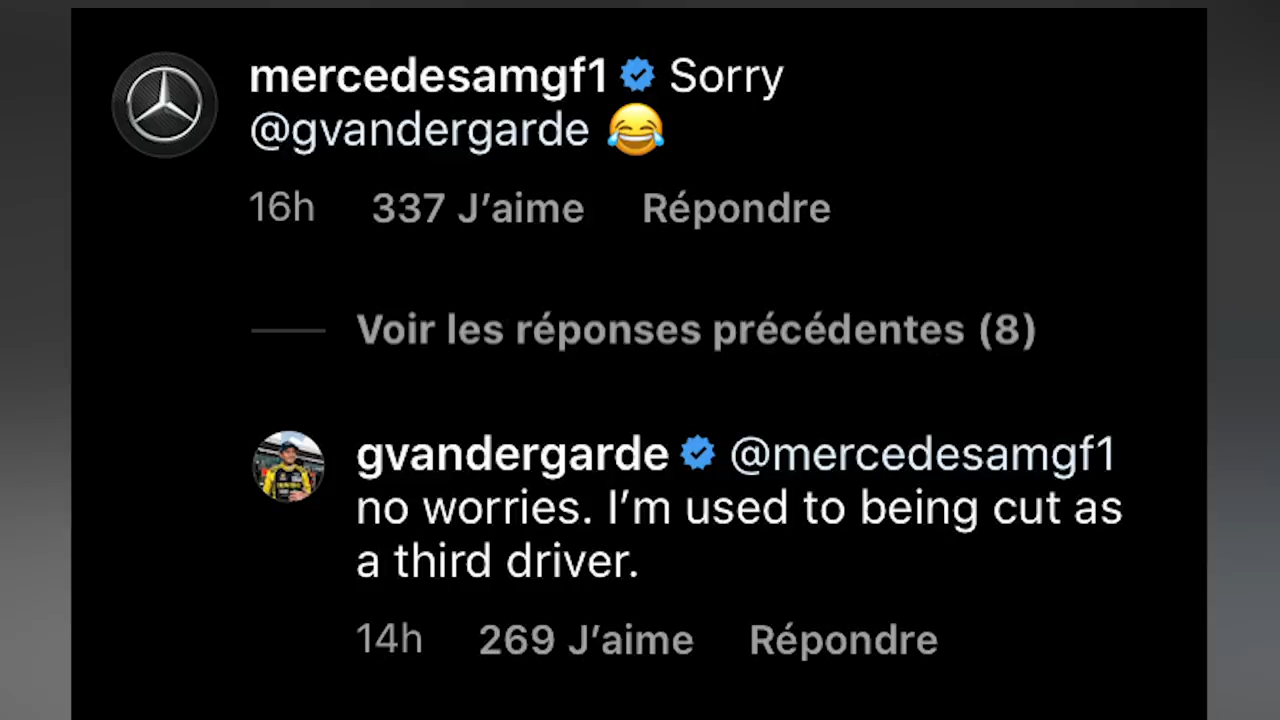 mercedesamgf1 Sorry
@gvandergarde 😂
16h 337 J’aime Répondre
Voir les réponses précédentes (8)
gvandergarde @mercedesamgf1
no worries. I’m used to being cut as
a third driver.
14h 269 J’aime Répondre